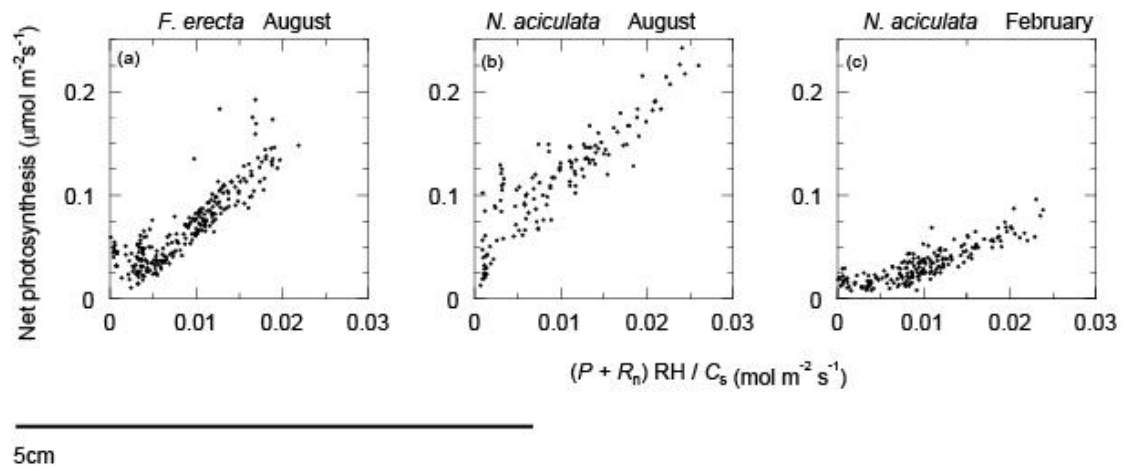 F. erecta August
N. aciculata August
N. aciculata February
(a)
(b)
(c)
Net photosynthesis (μmol m⁻²s⁻¹)
0.2
0.1
0
0 0.01 0.02 0.03
0.2
0.1
0
0 0.01 0.02 0.03
0.2
0.1
0
0 0.01 0.02 0.03
(P + Rₙ) RH / Cₛ (mol m⁻² s⁻¹)
5cm